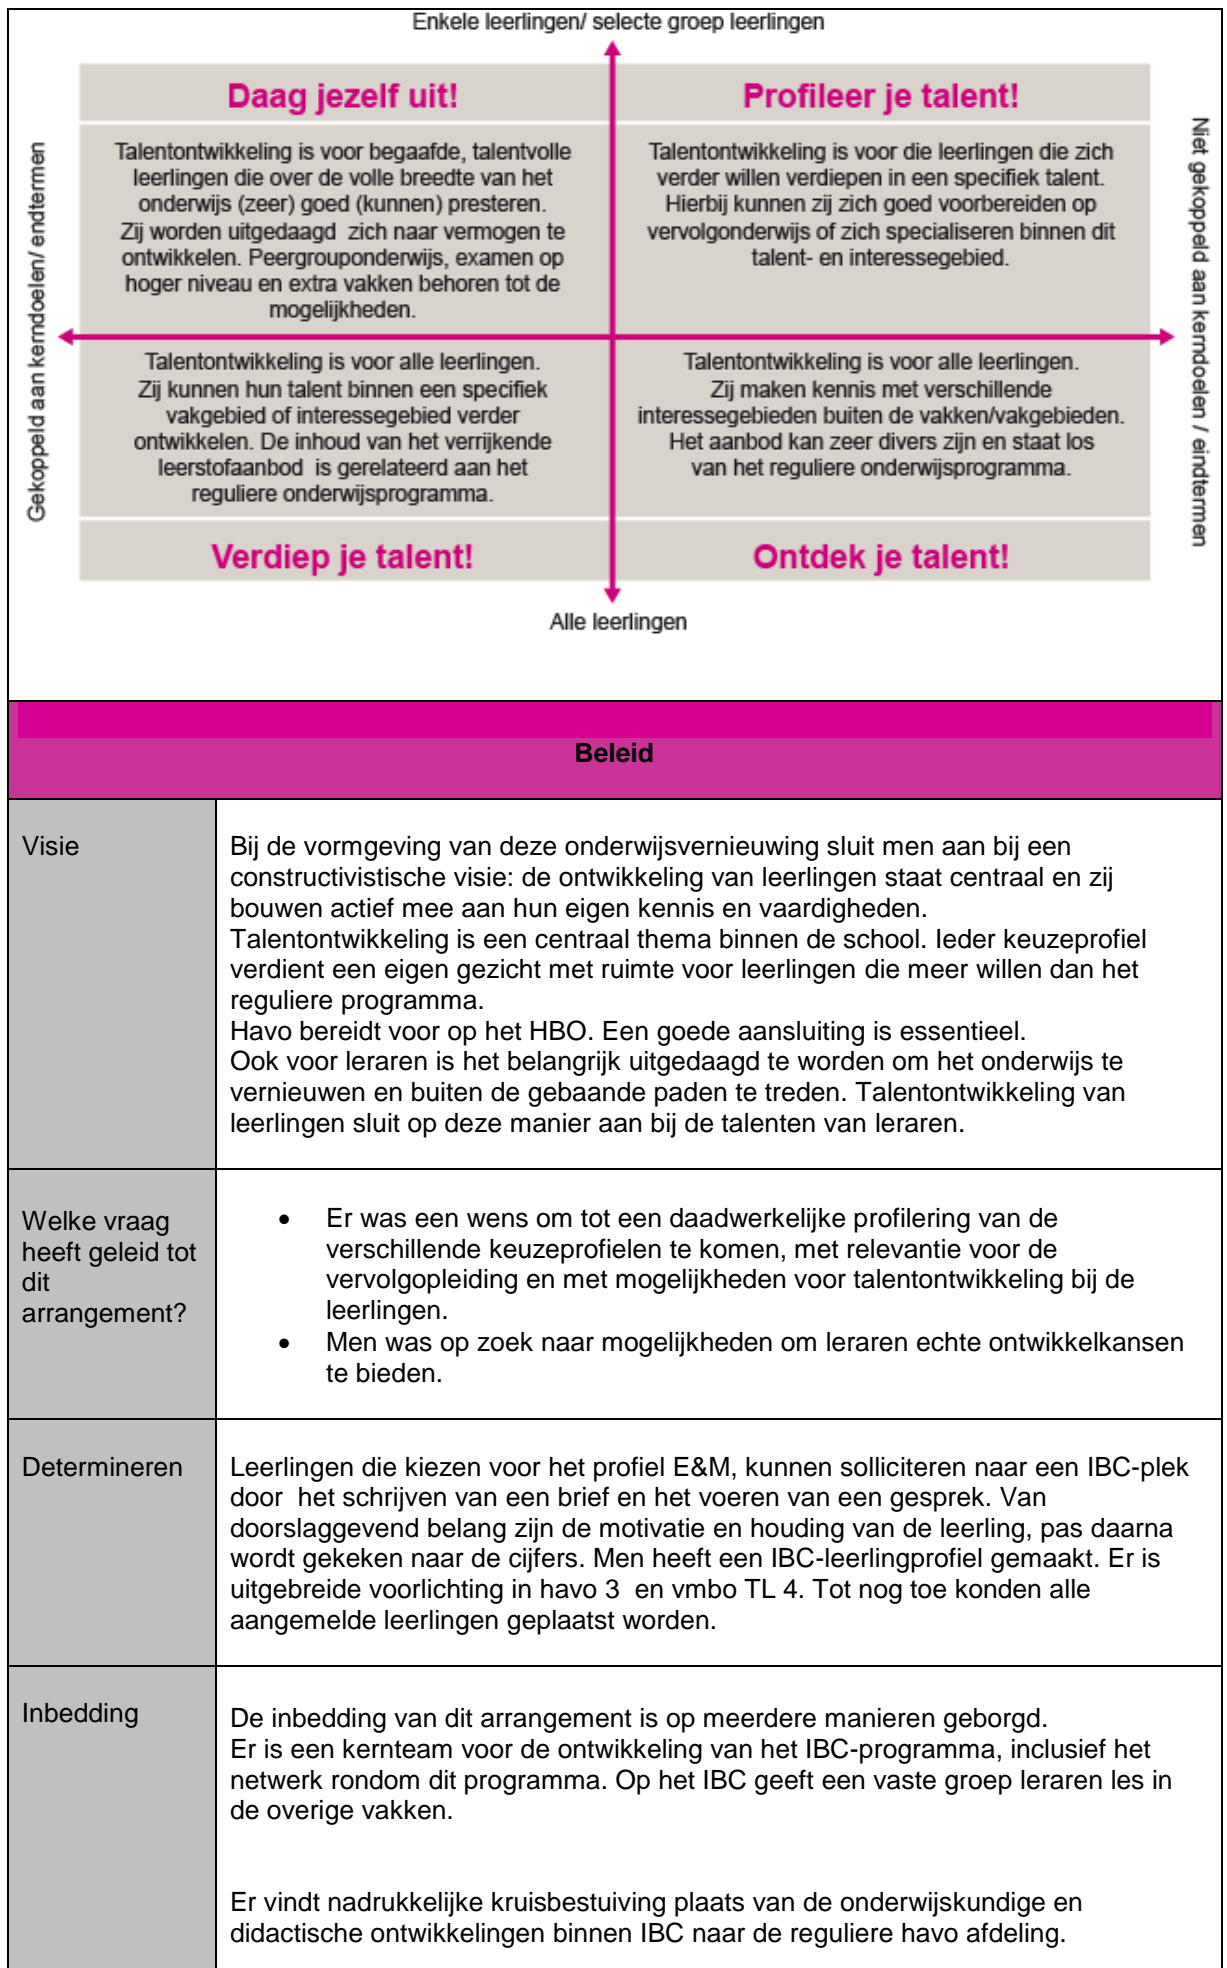 Enkele leerlingen/ selecte groep leerlingen
Daag jezelf uit!
Talentontwikkeling is voor begaafde, talentvolle
leerlingen die over de volle breedte van het
onderwijs (zeer) goed (kunnen) presteren.
Zij worden uitgedaagd zich naar vermogen te
ontwikkelen. Peergrouponderwijs, examen op
hoger niveau en extra vakken behoren tot de
mogelijkheden.
Profileer je talent!
Talentontwikkeling is voor die leerlingen die zich
verder willen verdiepen in een specifiek talent.
Hierbij kunnen zij zich goed voorbereiden op
vervolgonderwijs of zich specialiseren binnen dit
talent- en interessegebied.
Gekoppeld aan kerndoelen/ endtermen
Niet gekoppeld aan kerndoelen / eindtermen
Talentontwikkeling is voor alle leerlingen.
Zij kunnen hun talent binnen een specifiek
vakgebied of interessegebied verder
ontwikkelen. De inhoud van het verrijkende
leerstofaanbod is gerelateerd aan het
reguliere onderwijsprogramma.
Verdiep je talent!
Talentontwikkeling is voor alle leerlingen.
Zij maken kennis met verschillende
interessegebieden buiten de vakken/vakgebieden.
Het aanbod kan zeer divers zijn en staat los
van het reguliere onderwijsprogramma.
Ontdek je talent!
Alle leerlingen
Beleid
Visie
Bij de vormgeving van deze onderwijsvernieuwing sluit men aan bij een
constructivistische visie: de ontwikkeling van leerlingen staat centraal en zij
bouwen actief mee aan hun eigen kennis en vaardigheden.
Talentontwikkeling is een centraal thema binnen de school. Ieder keuzeprofiel
verdient een eigen gezicht met ruimte voor leerlingen die meer willen dan het
reguliere programma.
Havo bereidt voor op het HBO. Een goede aansluiting is essentieel.
Ook voor leraren is het belangrijk uitgedaagd te worden om het onderwijs te
vernieuwen en buiten de gebaande paden te treden. Talentontwikkeling van
leerlingen sluit op deze manier aan bij de talenten van leraren.
Welke vraag
heeft geleid tot
dit
arrangement?
• Er was een wens om tot een daadwerkelijke profilering van de
verschillende keuzeprofielen te komen, met relevantie voor de
vervolgopleiding en met mogelijkheden voor talentontwikkeling bij de
leerlingen.
• Men was op zoek naar mogelijkheden om leraren echte ontwikkelkansen
te bieden.
Determineren
Leerlingen die kiezen voor het profiel E&M, kunnen solliciteren naar een IBC-plek
door het schrijven van een brief en het voeren van een gesprek. Van
doorslaggevend belang zijn de motivatie en houding van de leerling, pas daarna
wordt gekeken naar de cijfers. Men heeft een IBC-leerlingprofiel gemaakt. Er is
uitgebreide voorlichting in havo 3 en vmbo TL 4. Tot nog toe konden alle
aangemelde leerlingen geplaatst worden.
Inbedding
De inbedding van dit arrangement is op meerdere manieren geborgd.
Er is een kernteam voor de ontwikkeling van het IBC-programma, inclusief het
netwerk rondom dit programma. Op het IBC geeft een vaste groep leraren les in
de overige vakken.
Er vindt nadrukkelijke kruisbestuiving plaats van de onderwijskundige en
didactische ontwikkelingen binnen IBC naar de reguliere havo afdeling.